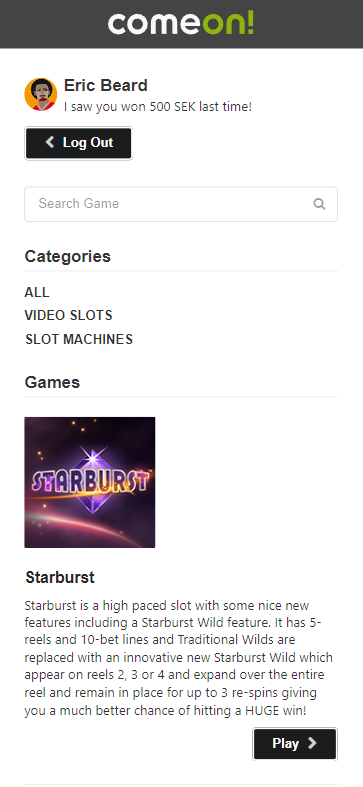 comeon!
Eric Beard
I saw you won 500 SEK last time!
Log Out
Search Game
Categories
ALL
VIDEO SLOTS
SLOT MACHINES
Games
STARBURST
Starburst
Starburst is a high paced slot with some nice new
features including a Starburst Wild feature. It has 5-
reels and 10-bet lines and Traditional Wilds are
replaced with an innovative new Starburst Wild which
appear on reels 2, 3 or 4 and expand over the entire
reel and remain in place for up to 3 re-spins giving
you a much better chance of hitting a HUGE win!
Play